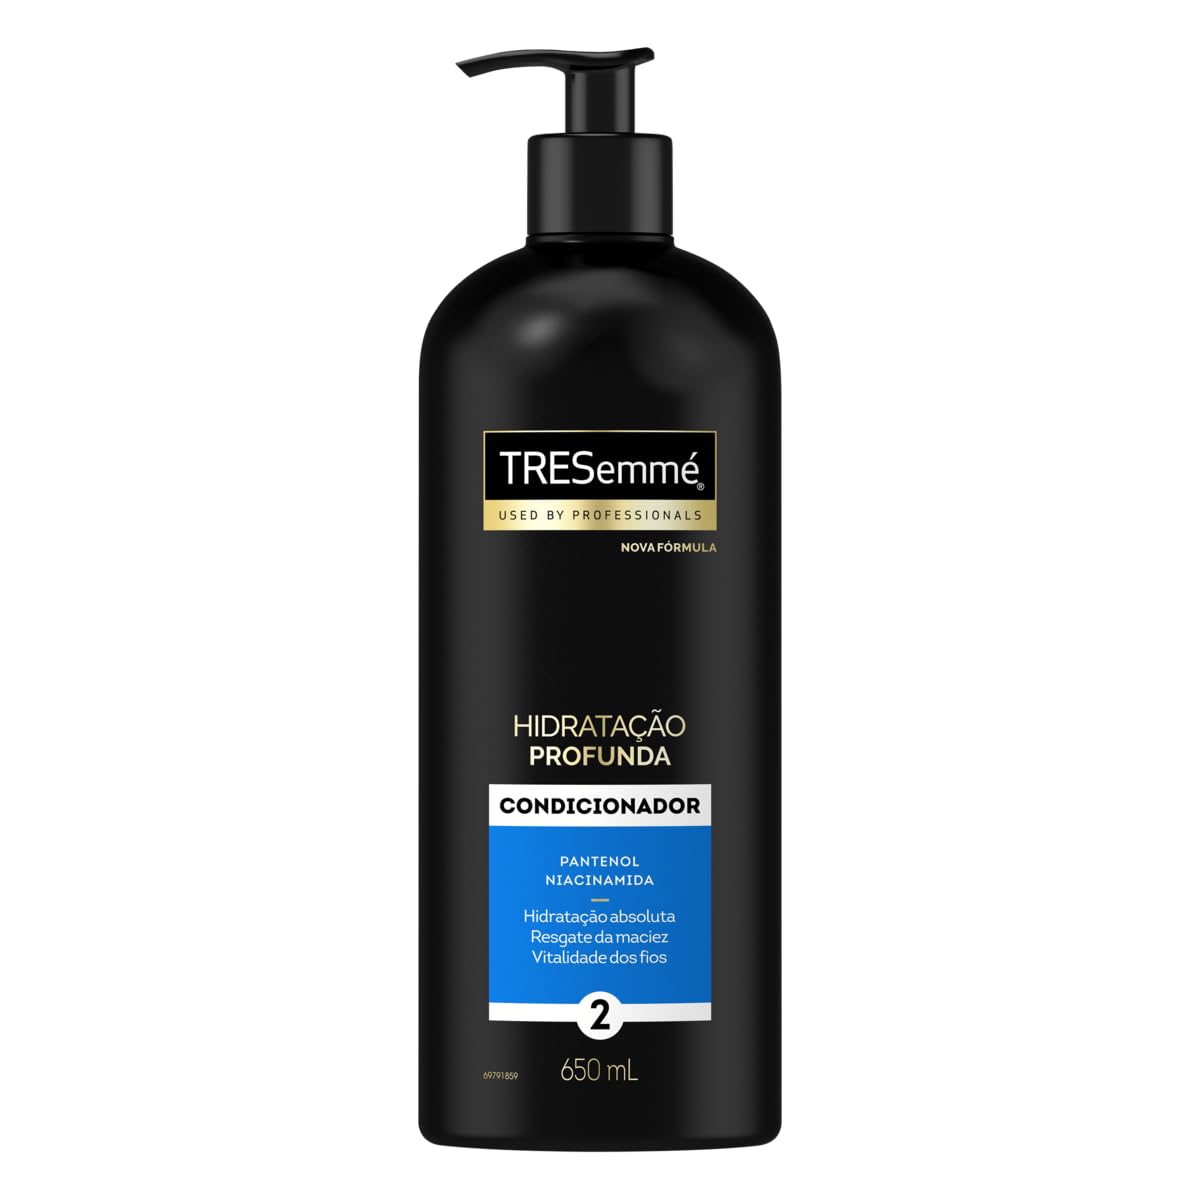 TRESemmé®
USED BY PROFESSIONALS
NOVA FÓRMULA
HIDRATAÇÃO
PROFUNDA
CONDICIONADOR
PANTENOL
NIACINAMIDA
Hidratação absoluta
Resgate da maciez
Vitalidade dos fios
2
69791859
650 mL